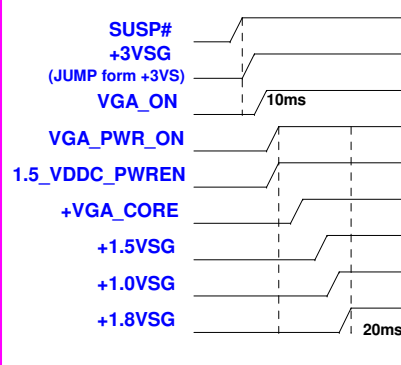 SUSP#
+3VSG
(JUMP form +3VS)
VGA_ON
10ms
VGA_PWR_ON
1.5_VDDC_PWREN
+VGA_CORE
+1.5VSG
+1.0VSG
+1.8VSG
20ms